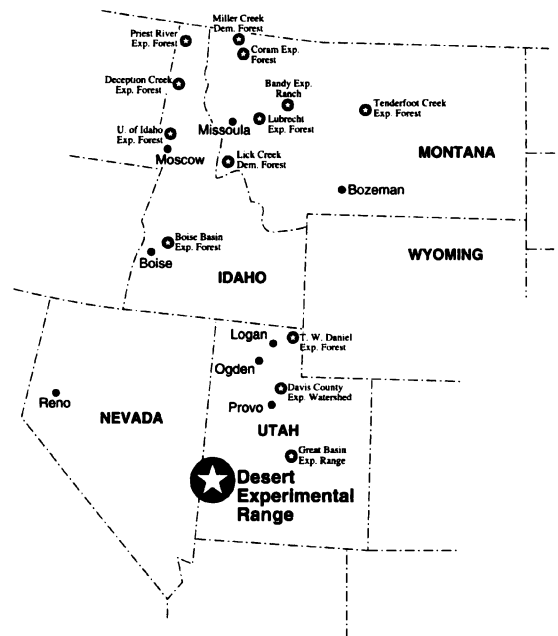 Miller Creek
Dem. Forest
Priest River
Exp. Forest
Coram Exp.
Forest
Deception Creek
Exp. Forest
Bandy Exp.
Ranch
Tenderfoot Creek
Exp. Forest
U. of Idaho
Exp. Forest
Missoula
Lubrecht
Exp. Forest
Moscow
Lick Creek
Dem. Forest
MONTANA
Bozeman
Boise Basin
Exp. Forest
Boise
WYOMING
IDAHO
Logan
T. W. Daniel
Exp. Forest
Ogden
Davis County
Exp. Watershed
Reno
Provo
NEVADA
UTAH
Great Basin
Exp. Range
Desert
Experimental
Range